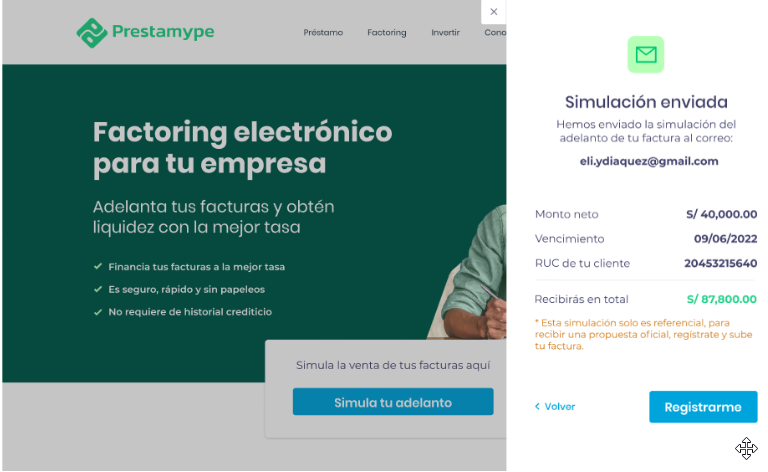 Prestamype
Préstamo
Factoring
Invertir
Cono
Factoring electrónico
para tu empresa
Adelanta tus facturas y obtén
liquidez con la mejor tasa
Financia tus facturas a la mejor tasa
Es seguro, rápido y sin papeleos
No requiere de historial crediticio
Simula la venta de tus facturas aquí
Simula tu adelanto
Simulación enviada
Hemos enviado la simulación del
adelanto de tu factura al correo:
eli.ydiaquez@gmail.com
Monto neto S/ 40,000.00
Vencimiento 09/06/2022
RUC de tu cliente 20453215640
Recibirás en total S/ 87,800.00
* Esta simulación solo es referencial, para
recibir una propuesta oficial, regístrate y sube
tu factura.
Volver
Registrarme